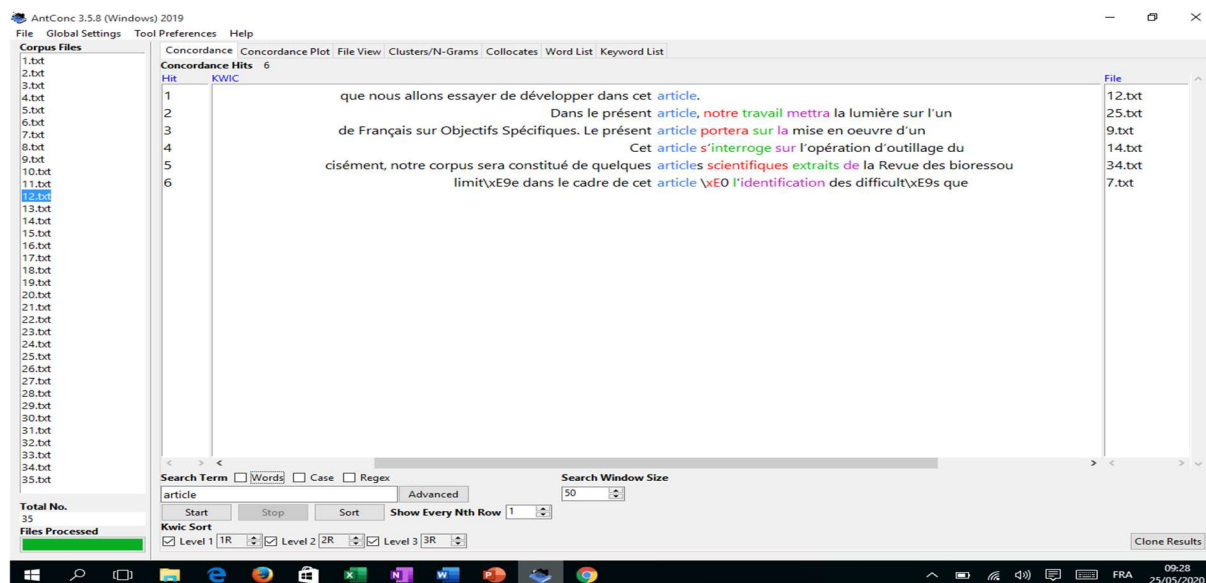 AntConc 3.5.8 (Windows) 2019
File Global Settings Tool Preferences Help
Corpus Files
1.txt
2.txt
3.txt
4.txt
5.txt
6.txt
7.txt
8.txt
9.txt
10.txt
11.txt
12.txt
13.txt
14.txt
15.txt
16.txt
17.txt
18.txt
19.txt
20.txt
21.txt
22.txt
23.txt
24.txt
25.txt
26.txt
27.txt
28.txt
29.txt
30.txt
31.txt
32.txt
33.txt
34.txt
35.txt
Total No.
35
Files Processed
Concordance Concordance Plot File View Clusters/N-Grams Collocates Word List Keyword List
Concordance Hits 6
Hit KWIC File
1 que nous allons essayer de développer dans cet article. 12.txt
2 Dans le présent article, notre travail mettra la lumière sur l'un 25.txt
3 de Français sur Objectifs Spécifiques. Le présent article portera sur la mise en oeuvre d'un 9.txt
4 Cet article s'interroge sur l'opération d'outillage du 14.txt
5 cisément, notre corpus sera constitué de quelques articles scientifiques extraits de la Revue des bioressou 34.txt
6 limit\xE9e dans le cadre de cet article \xE0 l'identification des difficult\xE9s que 7.txt
Search Term Words Case Regex Search Window Size
article Advanced 50
Start Stop Sort Show Every Nth Row 1
Kwic Sort
Level 1 1R Level 2 2R Level 3 3R Clone Results
FRA 09:28
25/05/2020